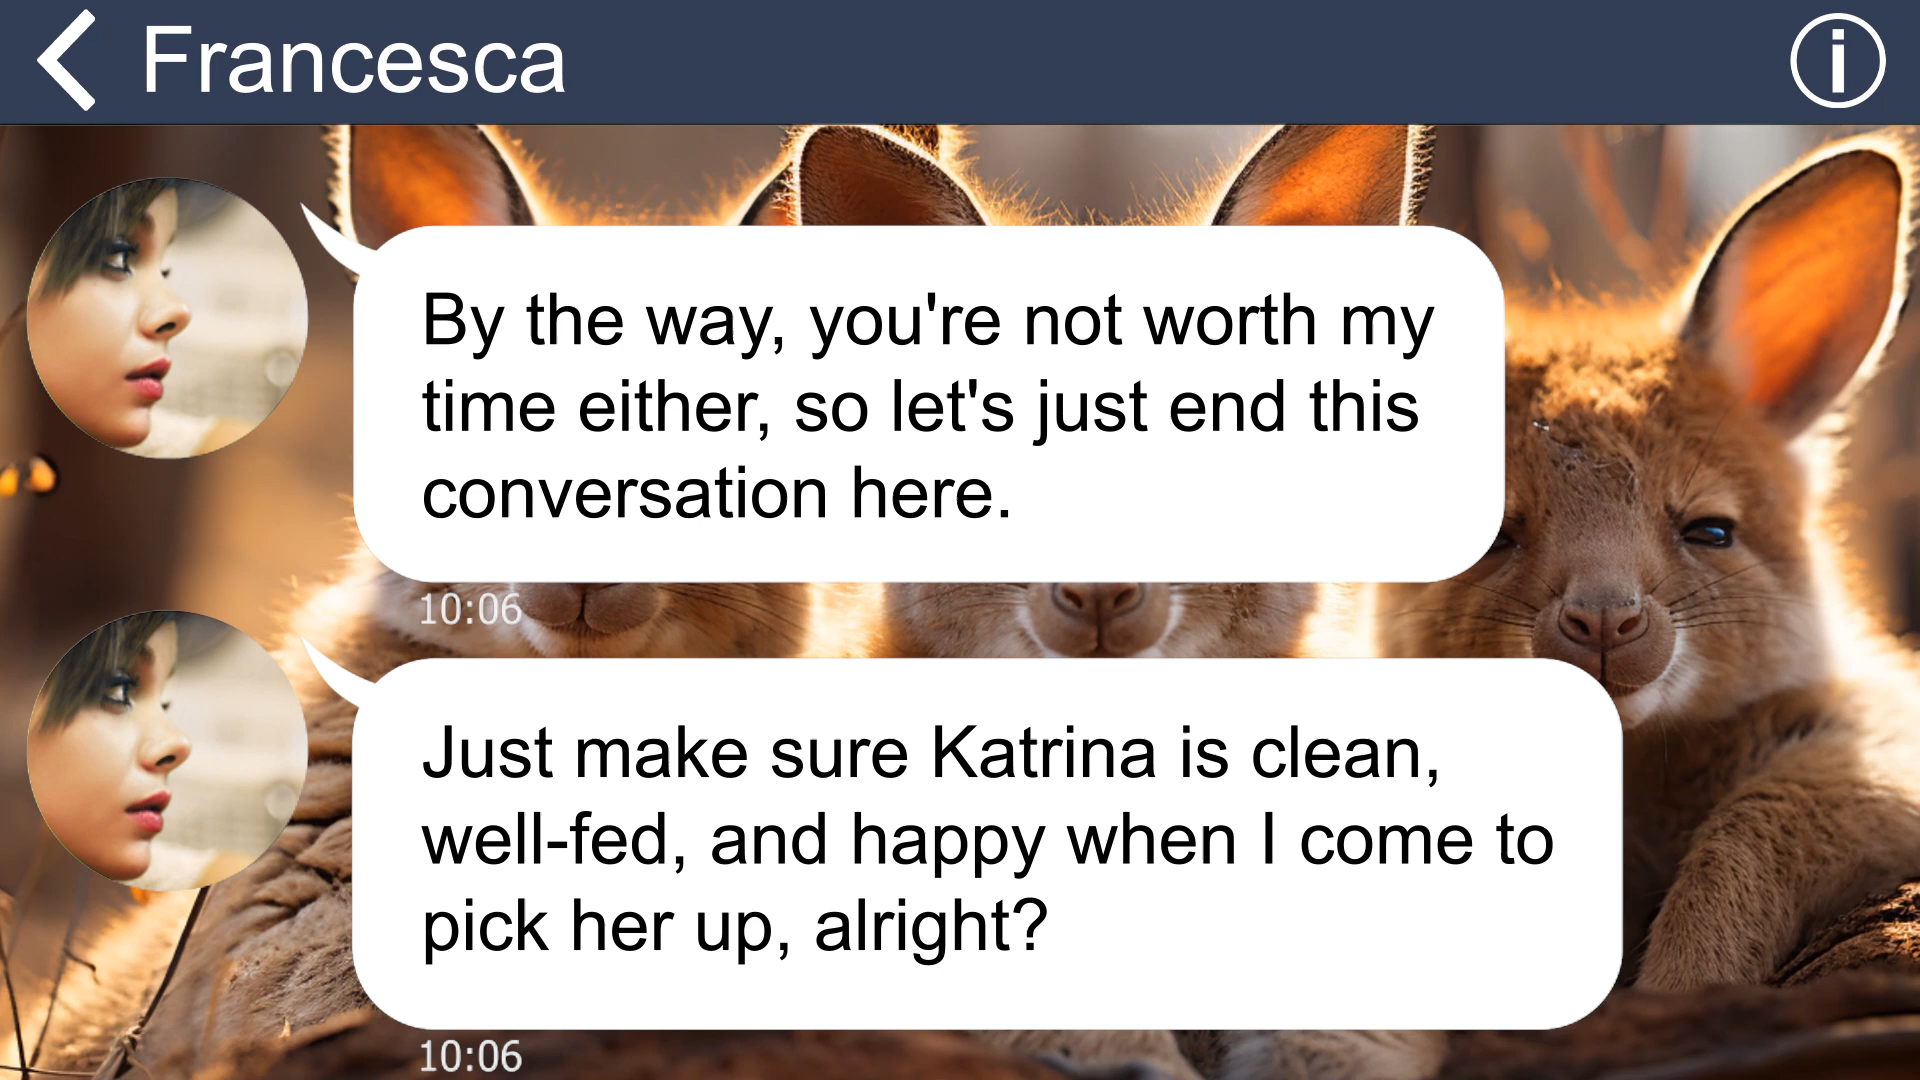 Francesca
By the way, you're not worth my
time either, so let's just end this
conversation here.
10:06
Just make sure Katrina is clean,
well-fed, and happy when I come to
pick her up, alright?
10:06